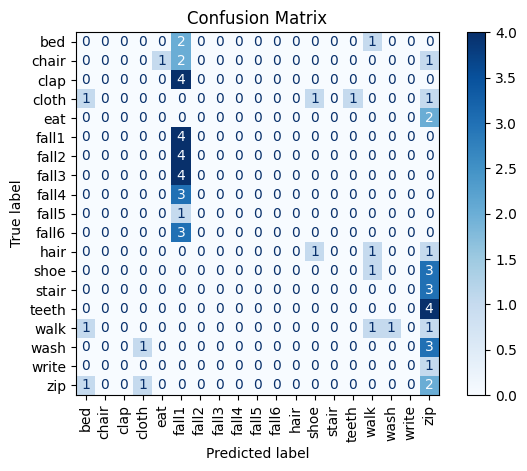 Confusion Matrix
True label
bed 0 0 0 0 0 2 0 0 0 0 0 0 0 0 0 1 0 0 0
chair 0 0 0 0 1 2 0 0 0 0 0 0 0 0 0 0 0 0 1
clap 0 0 0 0 0 4 0 0 0 0 0 0 0 0 0 0 0 0 0
cloth 1 0 0 0 0 0 0 0 0 0 0 0 1 0 1 0 0 0 1
eat 0 0 0 0 0 0 0 0 0 0 0 0 0 0 0 0 0 0 2
fall1 0 0 0 0 0 4 0 0 0 0 0 0 0 0 0 0 0 0 0
fall2 0 0 0 0 0 4 0 0 0 0 0 0 0 0 0 0 0 0 0
fall3 0 0 0 0 0 4 0 0 0 0 0 0 0 0 0 0 0 0 0
fall4 0 0 0 0 0 3 0 0 0 0 0 0 0 0 0 0 0 0 0
fall5 0 0 0 0 0 1 0 0 0 0 0 0 0 0 0 0 0 0 0
fall6 0 0 0 0 0 3 0 0 0 0 0 0 0 0 0 0 0 0 0
hair 0 0 0 0 0 0 0 0 0 0 0 0 1 0 0 1 0 0 1
shoe 0 0 0 0 0 0 0 0 0 0 0 0 0 0 0 1 0 0 3
stair 0 0 0 0 0 0 0 0 0 0 0 0 0 0 0 0 0 0 3
teeth 0 0 0 0 0 0 0 0 0 0 0 0 0 0 0 0 0 0 4
walk 1 0 0 0 0 0 0 0 0 0 0 0 0 0 0 1 1 0 1
wash 0 0 0 1 0 0 0 0 0 0 0 0 0 0 0 0 0 0 3
write 0 0 0 0 0 0 0 0 0 0 0 0 0 0 0 0 0 0 1
zip 1 0 0 1 0 0 0 0 0 0 0 0 0 0 0 0 0 0 2
bed chair clap cloth eat fall1 fall2 fall3 fall4 fall5 fall6 hair shoe stair teeth walk wash write zip
Predicted label
4.0
3.5
3.0
2.5
2.0
1.5
1.0
0.5
0.0